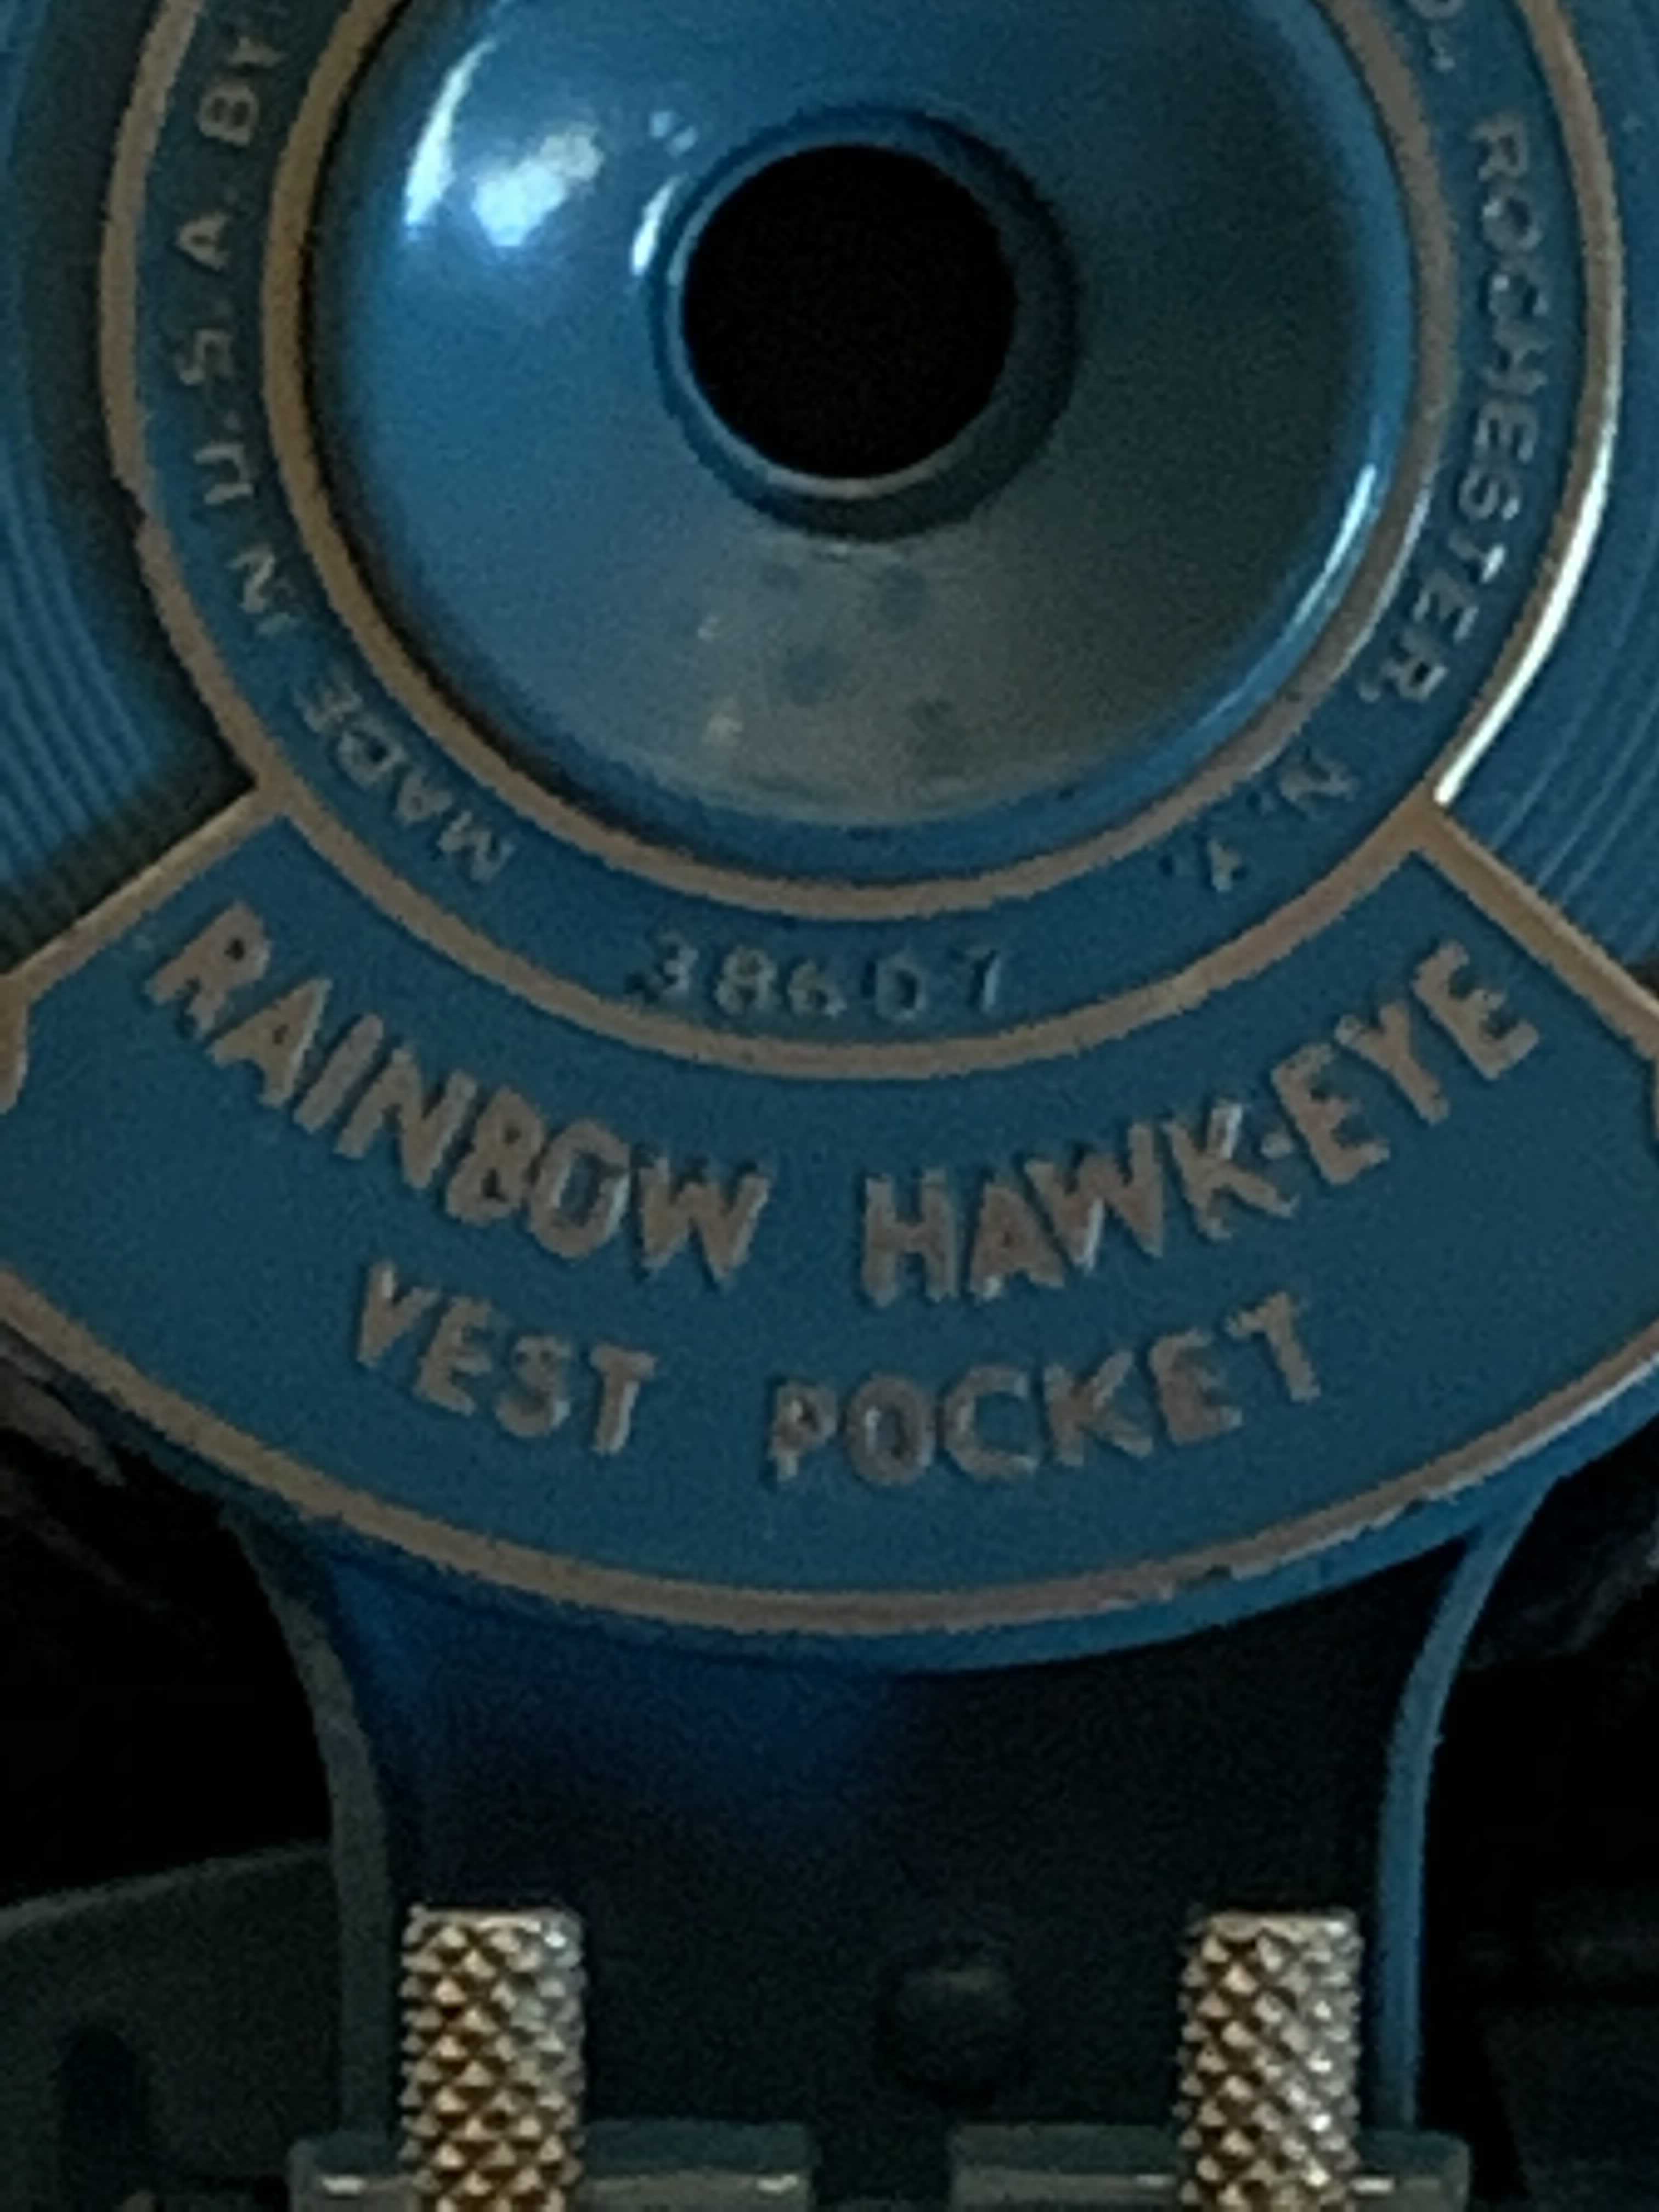 MADE IN U.S.A. BY
ROCHESTER, N.Y.
38607
RAINBOW HAWK-EYE
VEST POCKET